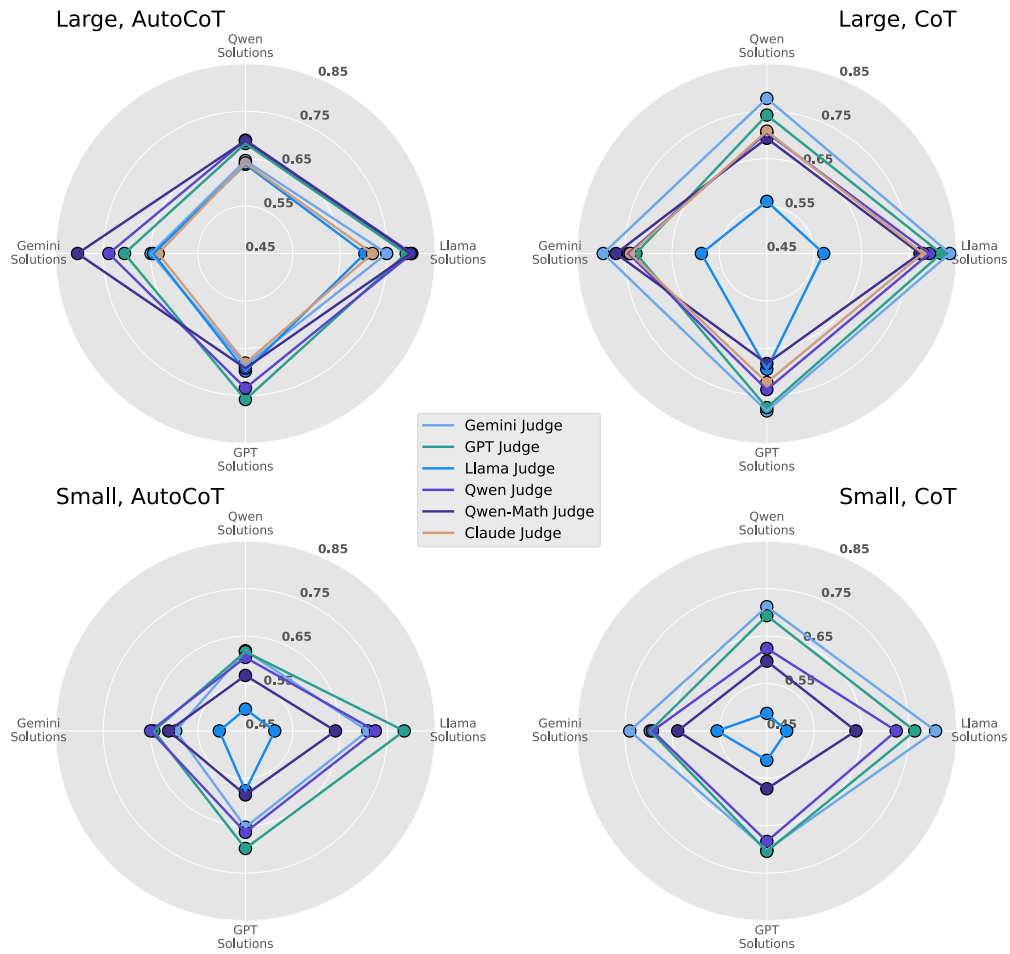 Large, AutoCoT
Large, CoT
Qwen
Solutions
0.85
0.75
0.65
0.55
0.45
Gemini
Solutions
Llama
Solutions
GPT
Solutions
Qwen
Solutions
0.85
0.75
0.65
0.55
0.45
Gemini
Solutions
Llama
Solutions
GPT
Solutions
Gemini Judge
GPT Judge
Llama Judge
Qwen Judge
Qwen-Math Judge
Claude Judge
Small, AutoCoT
Small, CoT
Qwen
Solutions
0.85
0.75
0.65
0.55
0.45
Gemini
Solutions
Llama
Solutions
GPT
Solutions
Qwen
Solutions
0.85
0.75
0.65
0.55
0.45
Gemini
Solutions
Llama
Solutions
GPT
Solutions